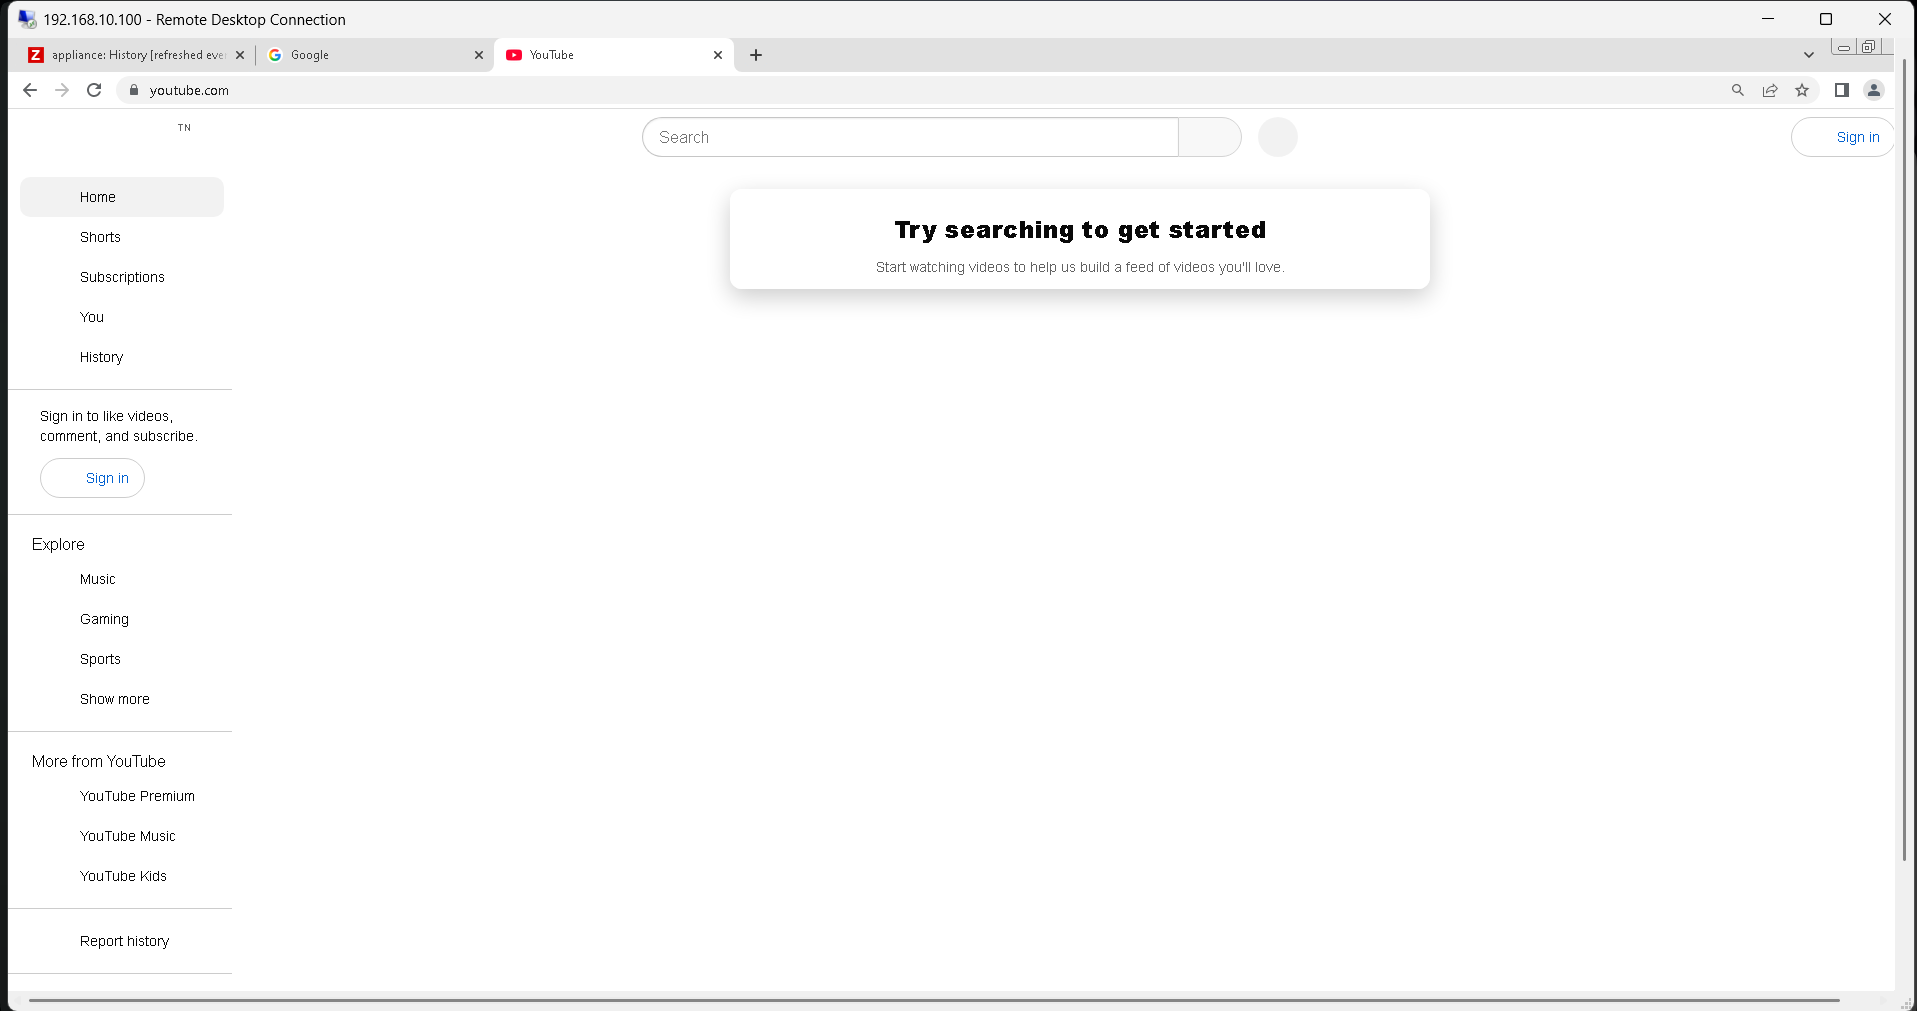 192.168.10.100 - Remote Desktop Connection
appliance: History [refreshed ever
Google
YouTube
youtube.com
TN
Search
Sign in
Home
Shorts
Subscriptions
You
History
Try searching to get started
Start watching videos to help us build a feed of videos you'll love.
Sign in to like videos,
comment, and subscribe.
Sign in
Explore
Music
Gaming
Sports
Show more
More from YouTube
YouTube Premium
YouTube Music
YouTube Kids
Report history